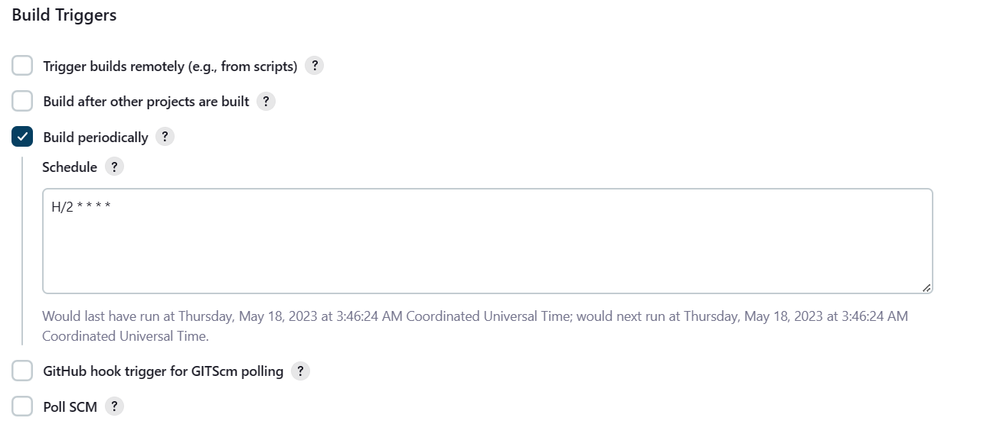 Build Triggers
Trigger builds remotely (e.g., from scripts) ?
Build after other projects are built ?
Build periodically ?
Schedule ?
H/2 * * * *
Would last have run at Thursday, May 18, 2023 at 3:46:24 AM Coordinated Universal Time; would next run at Thursday, May 18, 2023 at 3:46:24 AM
Coordinated Universal Time.
GitHub hook trigger for GITScm polling ?
Poll SCM ?